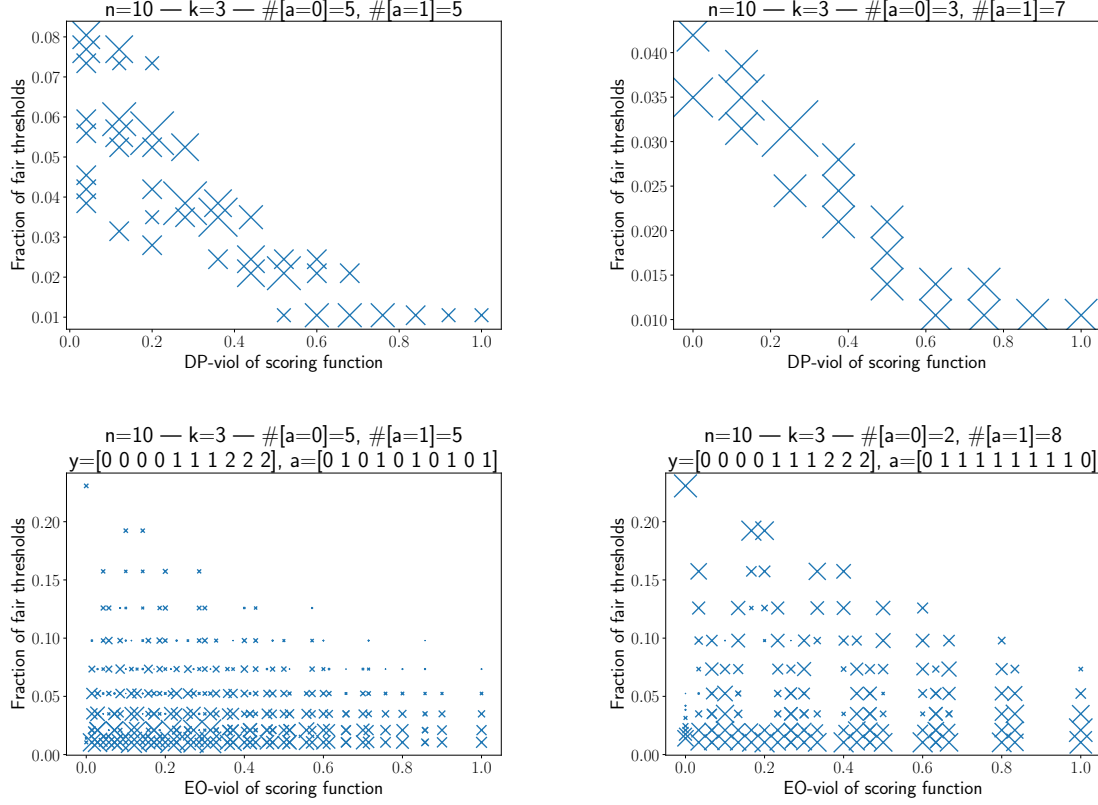 n=10 — k=3 — #[a=0]=5, #[a=1]=5
0.08
0.07
0.06
0.05
0.04
0.03
0.02
0.01
Fraction of fair thresholds
0.0 0.2 0.4 0.6 0.8 1.0
DP-viol of scoring function
n=10 — k=3 — #[a=0]=3, #[a=1]=7
0.040
0.035
0.030
0.025
0.020
0.015
0.010
Fraction of fair thresholds
0.0 0.2 0.4 0.6 0.8 1.0
DP-viol of scoring function
n=10 — k=3 — #[a=0]=5, #[a=1]=5
y=[0 0 0 0 1 1 1 2 2 2], a=[0 1 0 1 0 1 0 1 0 1]
0.20
0.15
0.10
0.05
0.00
Fraction of fair thresholds
0.0 0.2 0.4 0.6 0.8 1.0
EO-viol of scoring function
n=10 — k=3 — #[a=0]=2, #[a=1]=8
y=[0 0 0 0 1 1 1 2 2 2], a=[0 1 1 1 1 1 1 1 1 0]
0.20
0.15
0.10
0.05
0.00
Fraction of fair thresholds
0.0 0.2 0.4 0.6 0.8 1.0
EO-viol of scoring function